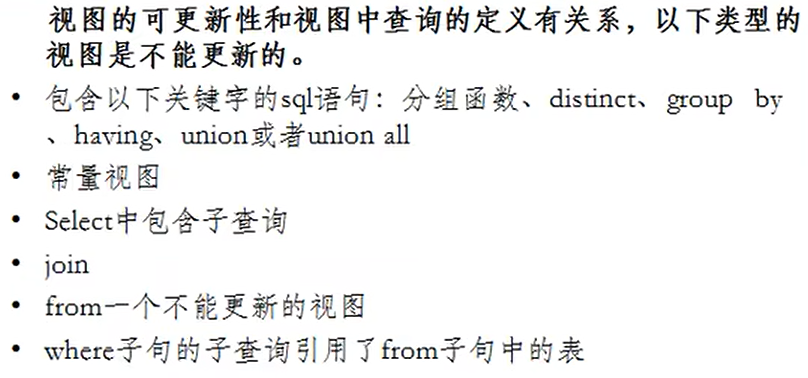 视图的可更新性和视图中查询的定义有关系，以下类型的
视图是不能更新的。
• 包含以下关键字的sql语句：分组函数、distinct、group by
、having、union或者union all
• 常量视图
• Select中包含子查询
• join
• from一个不能更新的视图
• where子句的子查询引用了from子句中的表